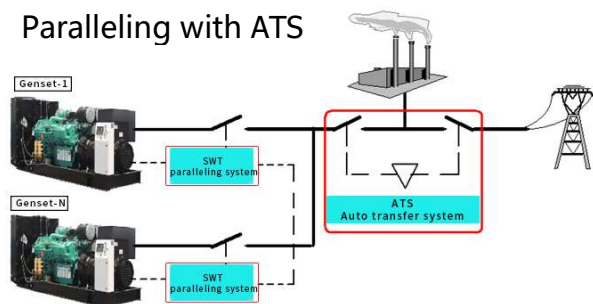 Paralleling with ATS
Genset-1
SWT
paralleling system
ATS
Auto transfer system
Genset-N
SWT
paralleling system